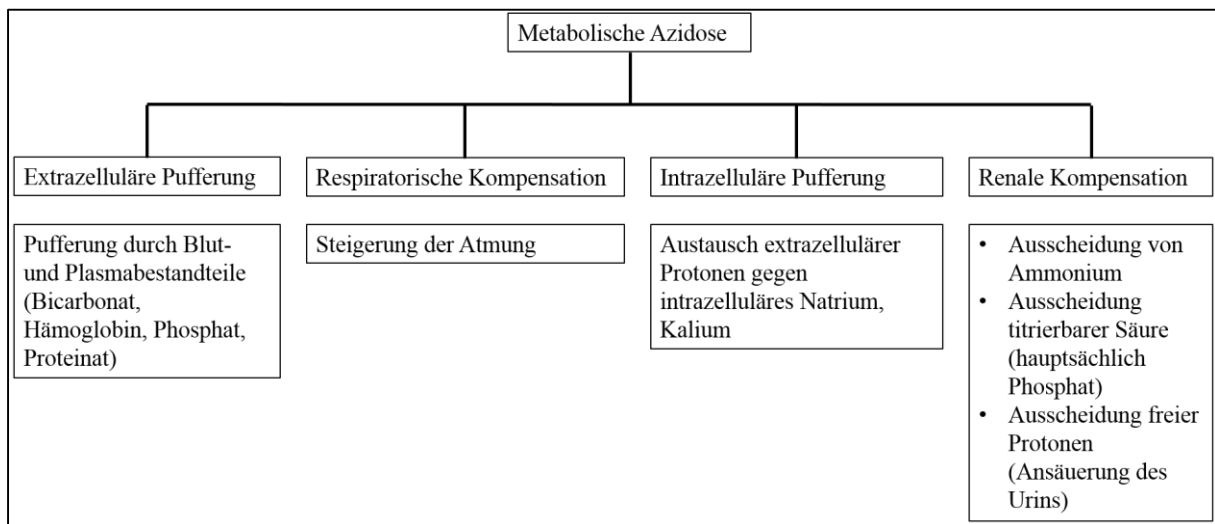 Metabolische Azidose
Extrazelluläre Pufferung
Respiratorische Kompensation
Intrazelluläre Pufferung
Renale Kompensation
Pufferung durch Blut-
und Plasmabestandteile
(Bicarbonat,
Hämoglobin, Phosphat,
Proteinat)
Steigerung der Atmung
Austausch extrazellulärer
Protonen gegen
intrazelluläres Natrium,
Kalium
• Ausscheidung von
Ammonium
• Ausscheidung
titrierbarer Säure
(hauptsächlich
Phosphat)
• Ausscheidung freier
Protonen
(Ansäuerung des
Urins)